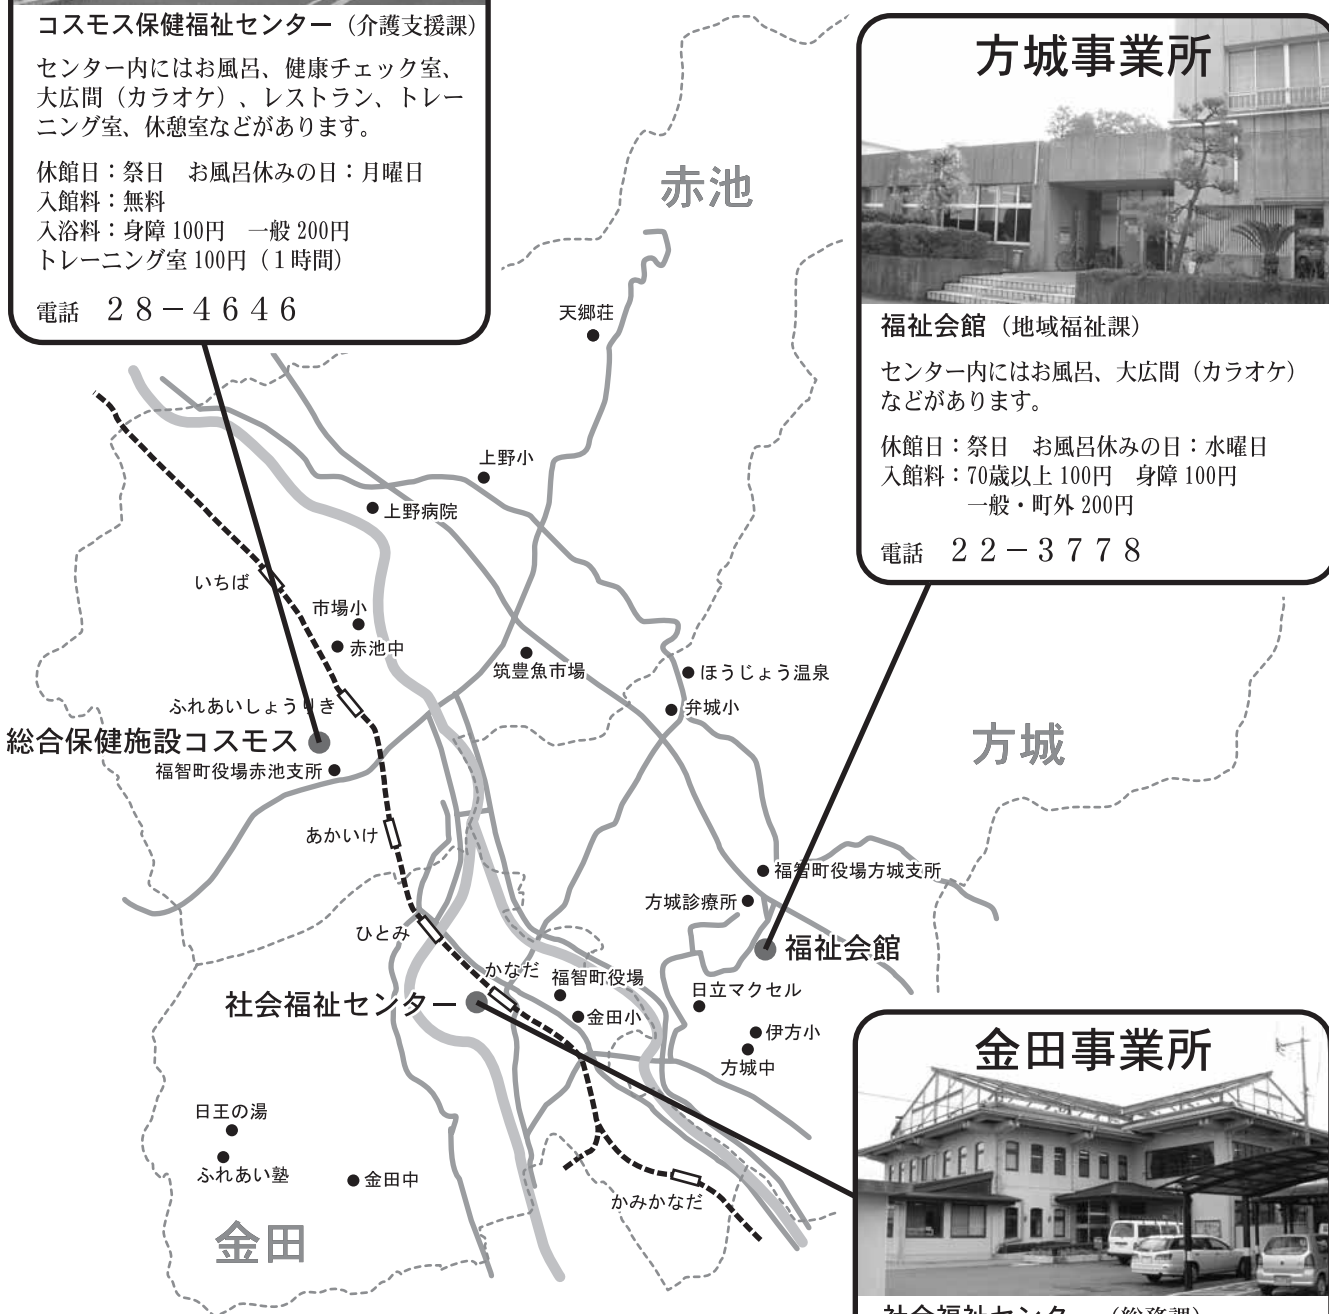 コスモス保健福祉センター（介護支援課）
センター内にはお風呂、健康チェック室、
大広間（カラオケ）、レストラン、トレー
ニング室、休憩室などがあります。
休館日：祭日　お風呂休みの日：月曜日
入館料：無料
入浴料：身障 100円　一般 200円
トレーニング室 100円（１時間）
電話　２８－４６４６
方城事業所
福祉会館（地域福祉課）
センター内にはお風呂、大広間（カラオケ）
などがあります。
休館日：祭日　お風呂休みの日：水曜日
入館料：70歳以上 100円　身障 100円
一般・町外 200円
電話　２２－３７７８
赤池
天郷荘
上野小
上野病院
いちば
市場小
赤池中
筑豊魚市場
ほうじょう温泉
弁城小
ふれあいしょうりき
総合保健施設コスモス
福智町役場赤池支所
方城
あかいけ
福智町役場方城支所
方城診療所
ひとみ
福祉会館
かなだ
福智町役場
社会福祉センター
金田小
日立マクセル
伊方小
方城中
日王の湯
ふれあい塾
金田中
かみかなだ
金田
金田事業所
社会福祉センター（総務課）